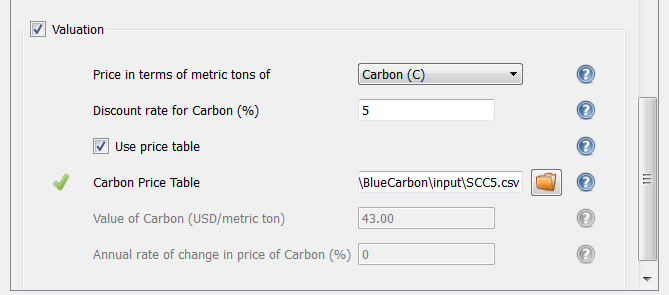 Valuation
Price in terms of metric tons of Carbon (C)
Discount rate for Carbon (%) 5
Use price table
Carbon Price Table \BlueCarbon\input\SCC5.csv
Value of Carbon (USD/metric ton) 43.00
Annual rate of change in price of Carbon (%) 0